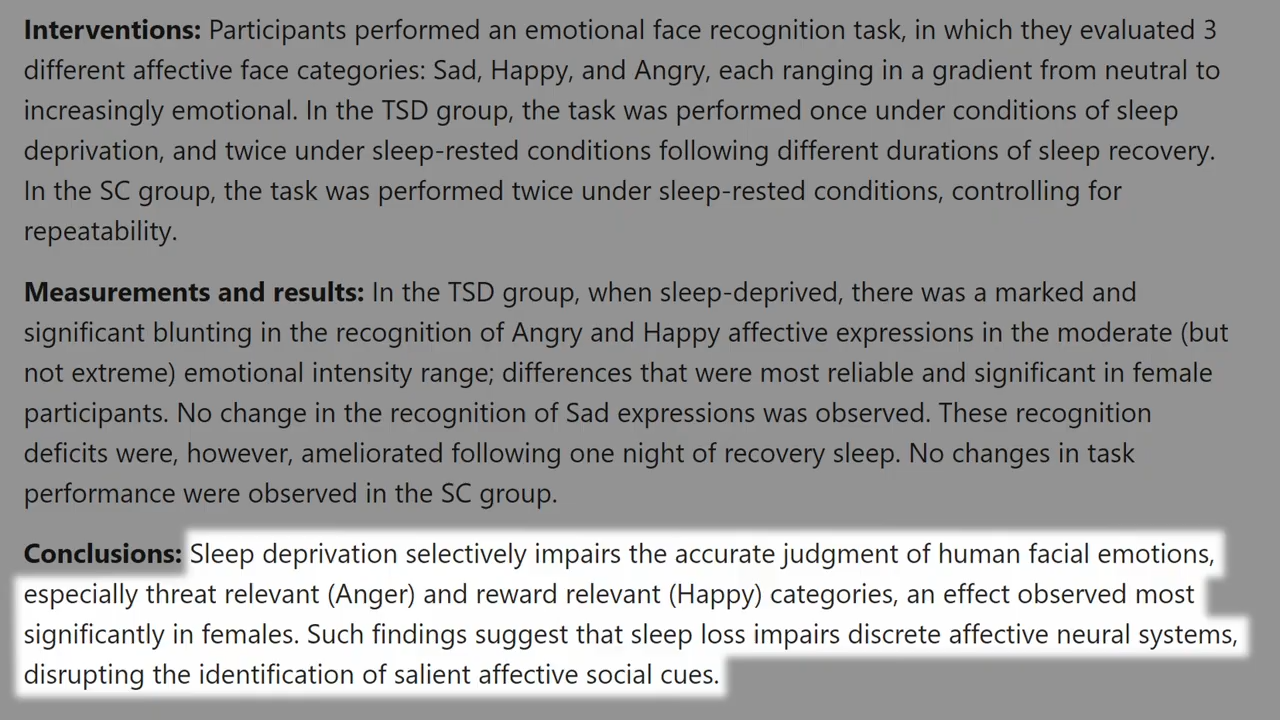 Interventions: Participants performed an emotional face recognition task, in which they evaluated 3
different affective face categories: Sad, Happy, and Angry, each ranging in a gradient from neutral to
increasingly emotional. In the TSD group, the task was performed once under conditions of sleep
deprivation, and twice under sleep-rested conditions following different durations of sleep recovery.
In the SC group, the task was performed twice under sleep-rested conditions, controlling for
repeatability.
Measurements and results: In the TSD group, when sleep-deprived, there was a marked and
significant blunting in the recognition of Angry and Happy affective expressions in the moderate (but
not extreme) emotional intensity range; differences that were most reliable and significant in female
participants. No change in the recognition of Sad expressions was observed. These recognition
deficits were, however, ameliorated following one night of recovery sleep. No changes in task
performance were observed in the SC group.
Conclusions: Sleep deprivation selectively impairs the accurate judgment of human facial emotions,
especially threat relevant (Anger) and reward relevant (Happy) categories, an effect observed most
significantly in females. Such findings suggest that sleep loss impairs discrete affective neural systems,
disrupting the identification of salient affective social cues.